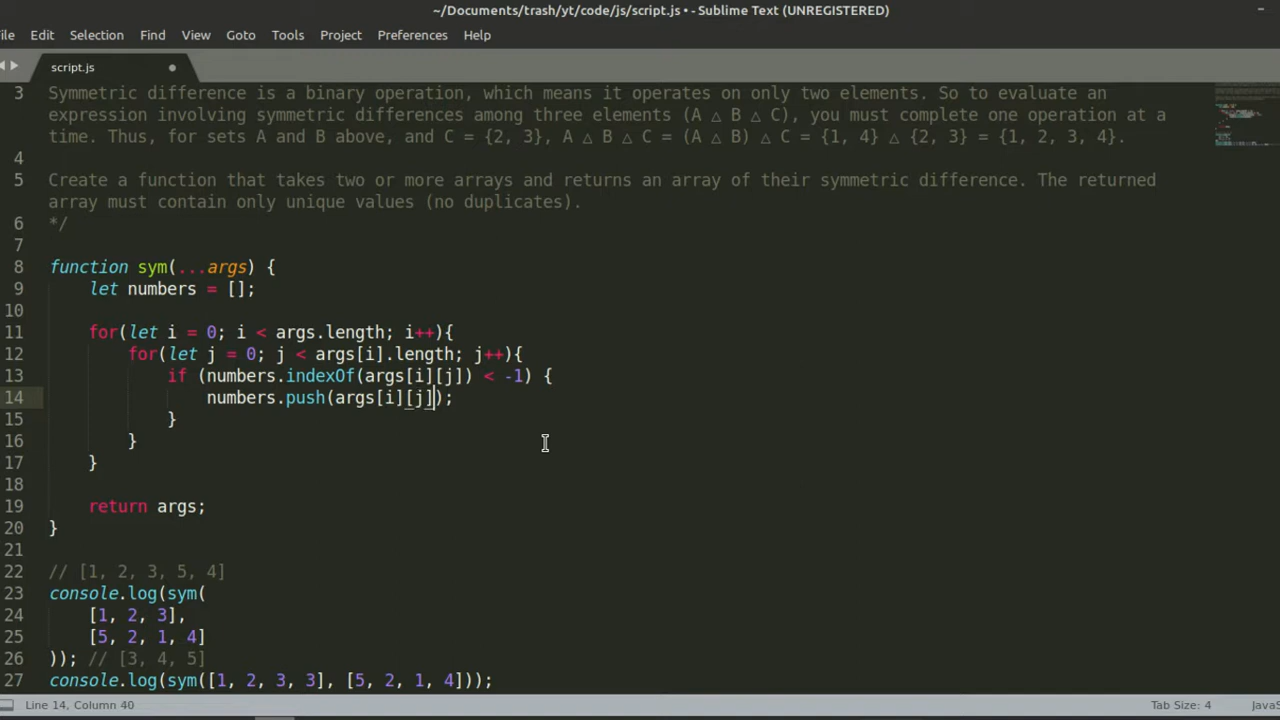 ~/Documents/trash/yt/code/js/script.js • - Sublime Text (UNREGISTERED)
ile Edit Selection Find View Goto Tools Project Preferences Help
script.js
3 Symmetric difference is a binary operation, which means it operates on only two elements. So to evaluate an
expression involving symmetric differences among three elements (A △ B △ C), you must complete one operation at a
time. Thus, for sets A and B above, and C = {2, 3}, A △ B △ C = (A △ B) △ C = {1, 4} △ {2, 3} = {1, 2, 3, 4}.
4
5 Create a function that takes two or more arrays and returns an array of their symmetric difference. The returned
array must contain only unique values (no duplicates).
6 */
7
8 function sym(...args) {
9 let numbers = [];
10
11 for(let i = 0; i < args.length; i++){
12 for(let j = 0; j < args[i].length; j++){
13 if (numbers.indexOf(args[i][j]) < -1) {
14 numbers.push(args[i][j]);
15 }
16 }
17 }
18
19 return args;
20 }
21
22 // [1, 2, 3, 5, 4]
23 console.log(sym(
24 [1, 2, 3],
25 [5, 2, 1, 4]
26 )); // [3, 4, 5]
27 console.log(sym([1, 2, 3, 3], [5, 2, 1, 4]));
Line 14, Column 40 Tab Size: 4 JavaS